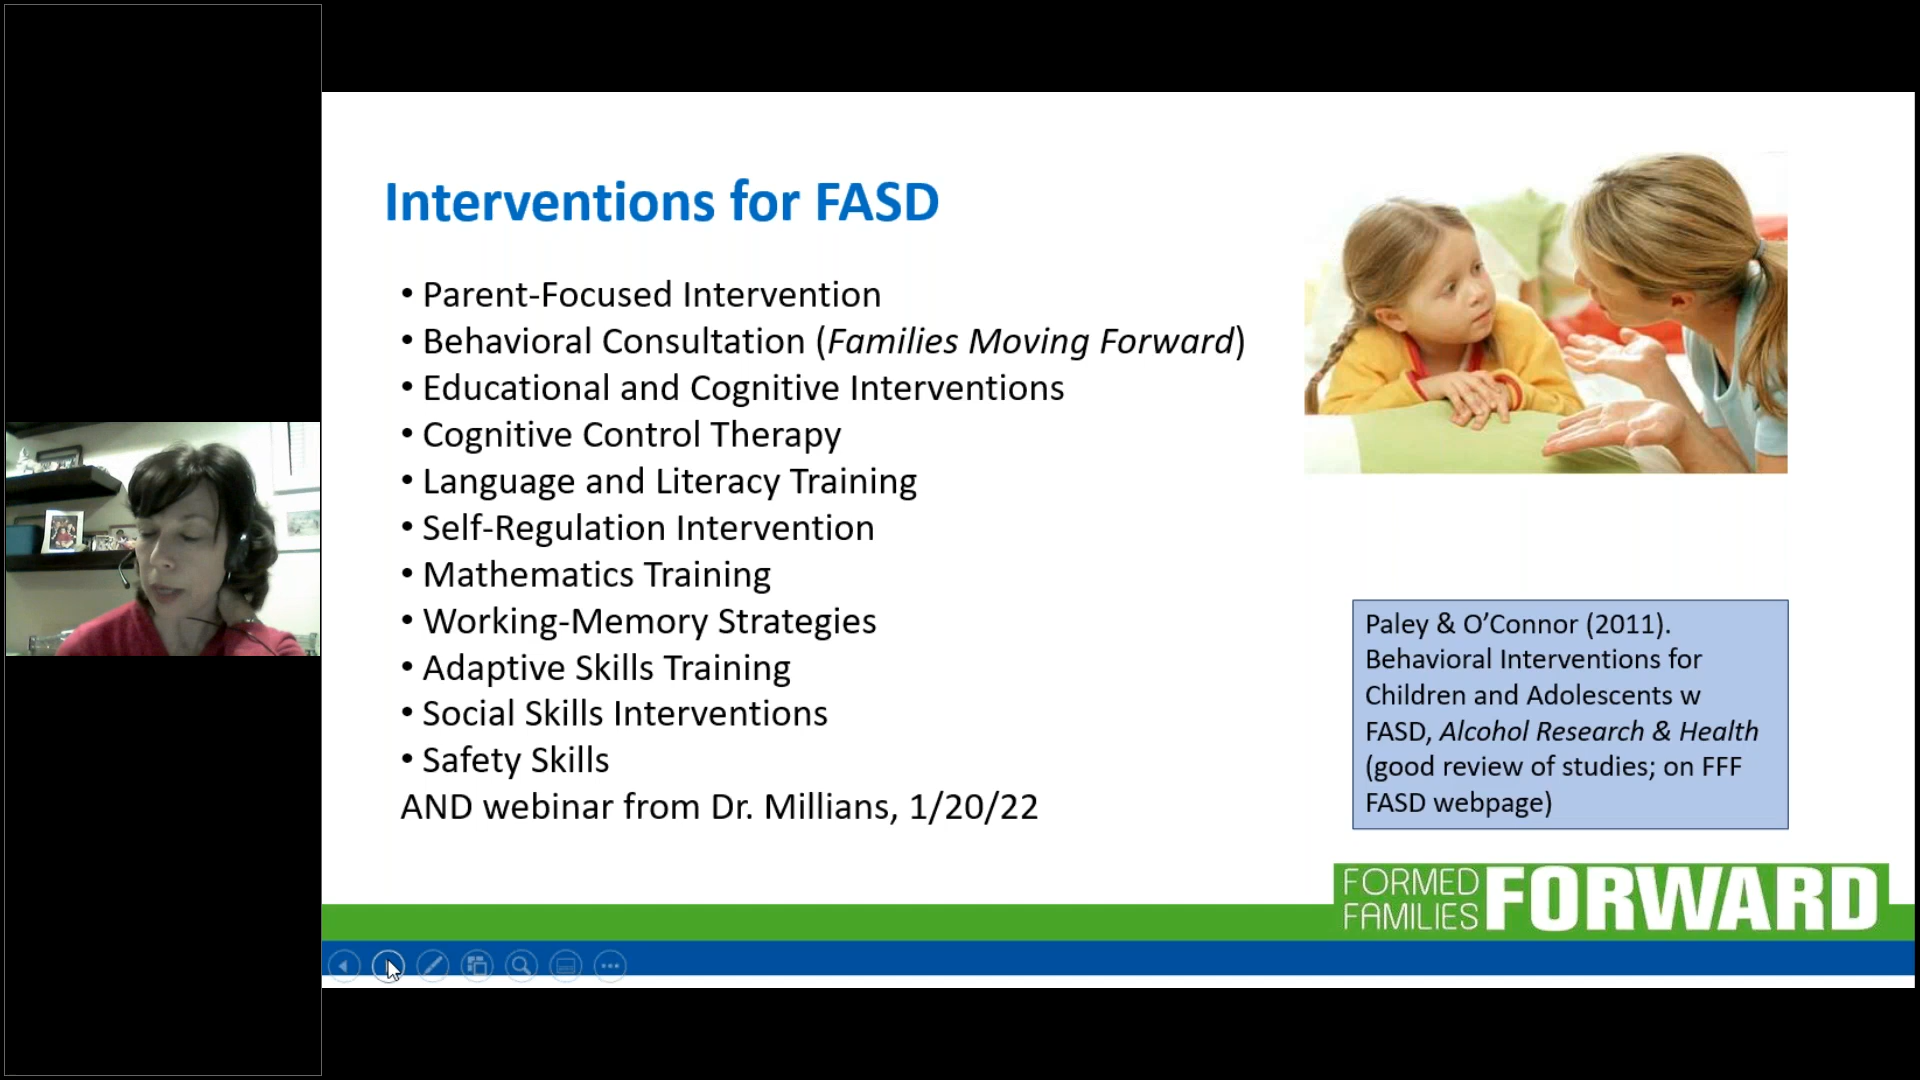 Interventions for FASD
• Parent-Focused Intervention
• Behavioral Consultation (Families Moving Forward)
• Educational and Cognitive Interventions
• Cognitive Control Therapy
• Language and Literacy Training
• Self-Regulation Intervention
• Mathematics Training
• Working-Memory Strategies
• Adaptive Skills Training
• Social Skills Interventions
• Safety Skills
AND webinar from Dr. Millians, 1/20/22
Paley & O’Connor (2011).
Behavioral Interventions for
Children and Adolescents w
FASD, Alcohol Research & Health
(good review of studies; on FFF
FASD webpage)
FORMED
FAMILIES
FORWARD